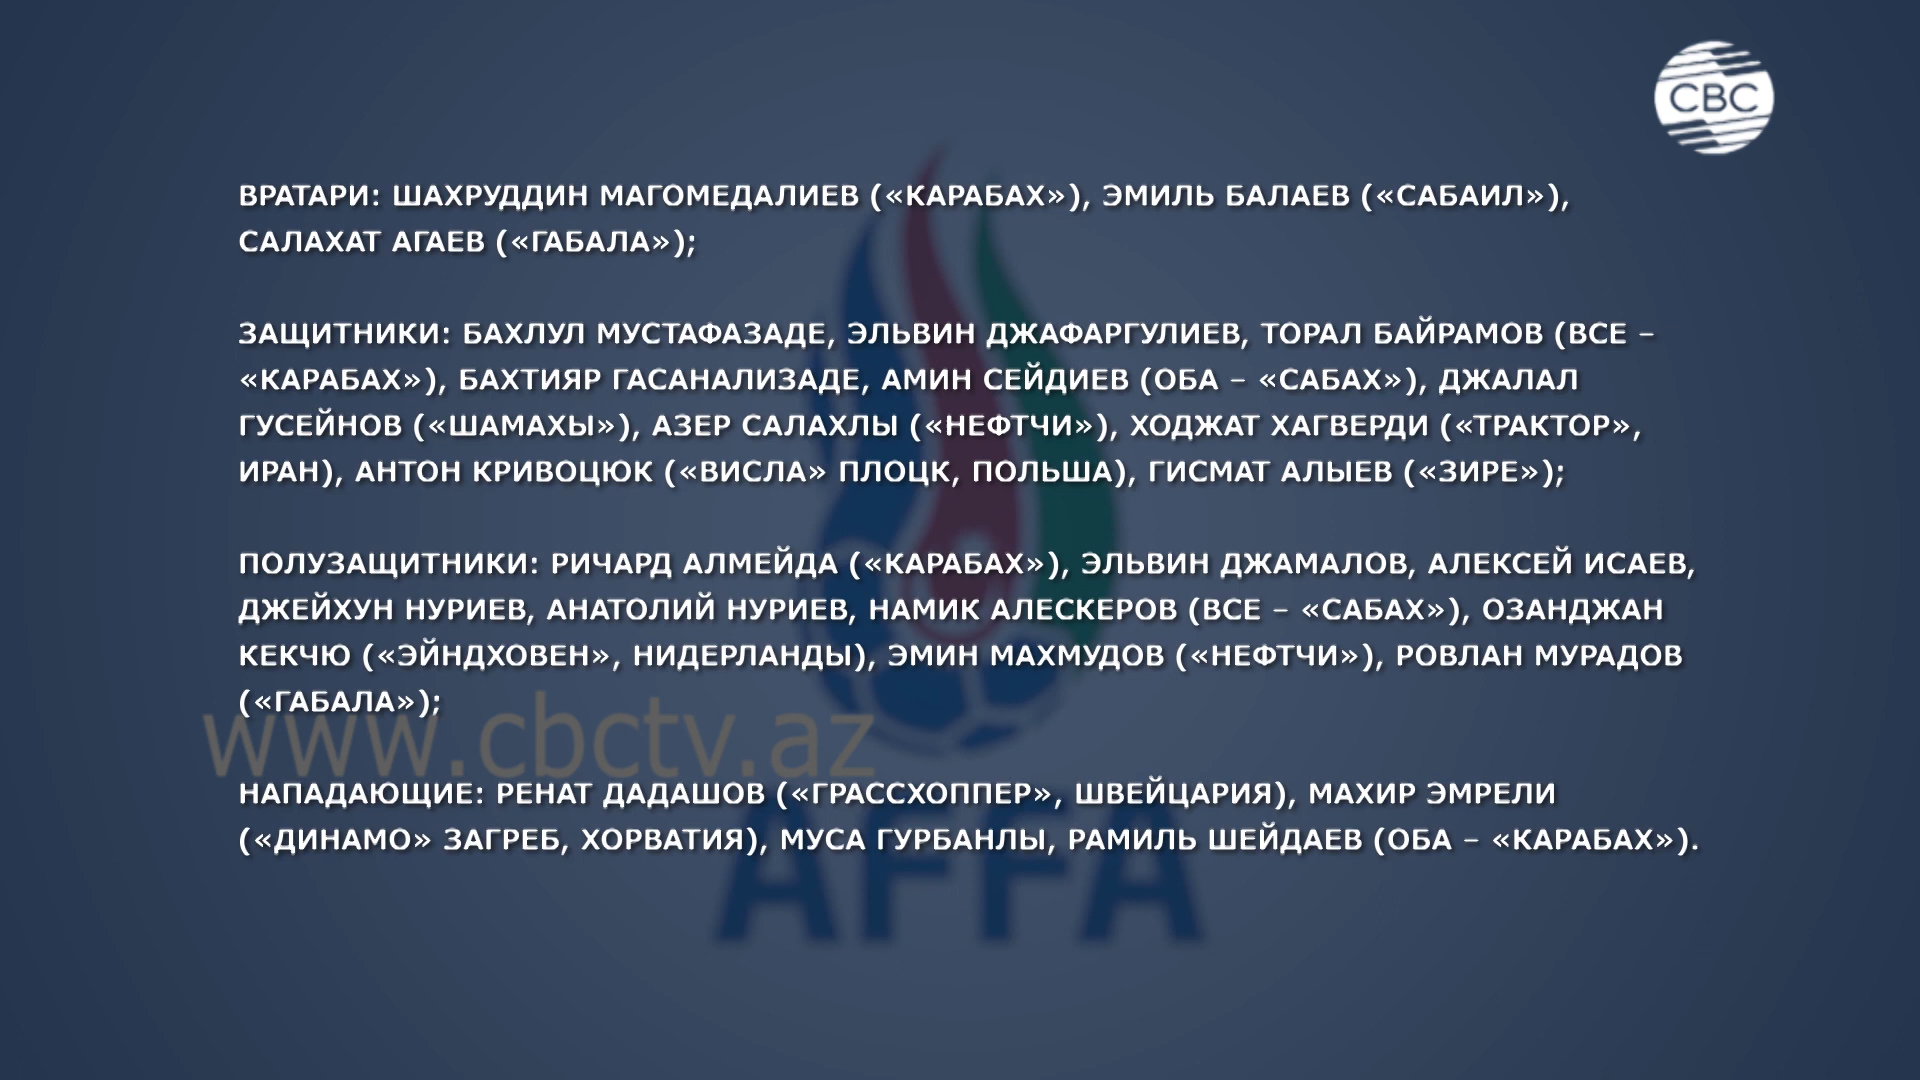 CBC
ВРАТАРИ: ШАХРУДДИН МАГОМЕДАЛИЕВ («КАРАБАХ»), ЭМИЛЬ БАЛАЕВ («САБАИЛ»),
САЛАХАТ АГАЕВ («ГАБАЛА»);
ЗАЩИТНИКИ: БАХЛУЛ МУСТАФАЗАДЕ, ЭЛЬВИН ДЖАФАРГУЛИЕВ, ТОРАЛ БАЙРАМОВ (ВСЕ –
«КАРАБАХ»), БАХТИЯР ГАСАНАЛИЗАДЕ, АМИН СЕЙДИЕВ (ОБА – «САБАХ»), ДЖАЛАЛ
ГУСЕЙНОВ («ШАМАХЫ»), АЗЕР САЛАХЛЫ («НЕФТЧИ»), ХОДЖАТ ХАГВЕРДИ («ТРАКТОР»,
ИРАН), АНТОН КРИВОЦЮК («ВИСЛА» ПЛОЦК, ПОЛЬША), ГИСМАТ АЛЫЕВ («ЗИРЕ»);
ПОЛУЗАЩИТНИКИ: РИЧАРД АЛМЕЙДА («КАРАБАХ»), ЭЛЬВИН ДЖАМАЛОВ, АЛЕКСЕЙ ИСАЕВ,
ДЖЕЙХУН НУРИЕВ, АНАТОЛИЙ НУРИЕВ, НАМИК АЛЕСКЕРОВ (ВСЕ – «САБАХ»), ОЗАНДЖАН
КЕКЧЮ («ЭЙНДХОВЕН», НИДЕРЛАНДЫ), ЭМИН МАХМУДОВ («НЕФТЧИ»), РОВЛАН МУРАДОВ
(«ГАБАЛА»);
www.cbctv.az
НАПАДАЮЩИЕ: РЕНАТ ДАДАШОВ («ГРАССХОППЕР», ШВЕЙЦАРИЯ), МАХИР ЭМРЕЛИ
(«ДИНАМО» ЗАГРЕБ, ХОРВАТИЯ), МУСА ГУРБАНЛЫ, РАМИЛЬ ШЕЙДАЕВ (ОБА – «КАРАБАХ»).
AFFA